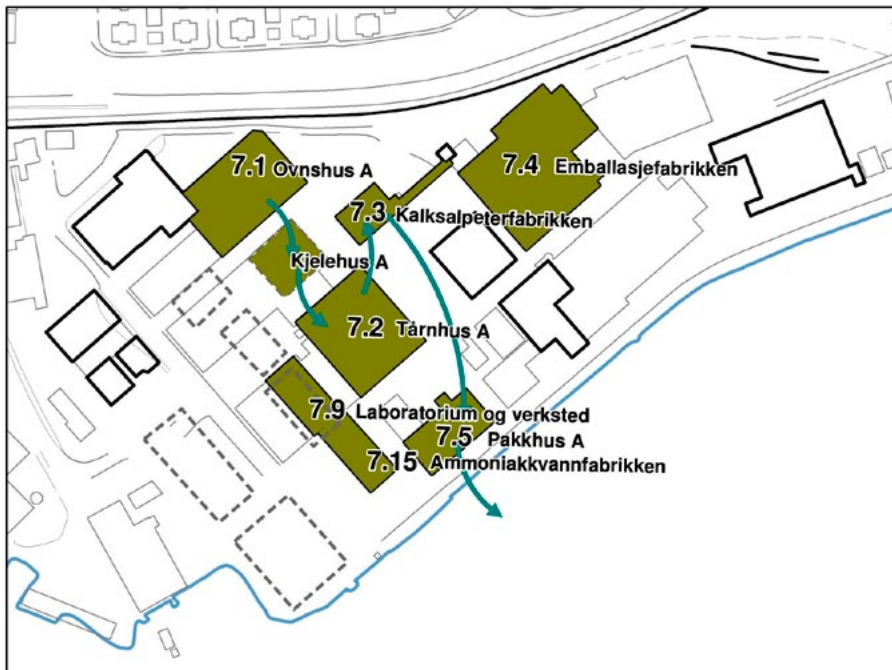 7.1 Ovnshus A
7.4 Emballasjefabrikken
7.3 Kalksalpeterfabrikken
Kjelehus A
7.2 Tårnhus A
7.9 Laboratorium og verksted
7.5 Pakkhus A
7.15 Ammoniakkvannfabrikken